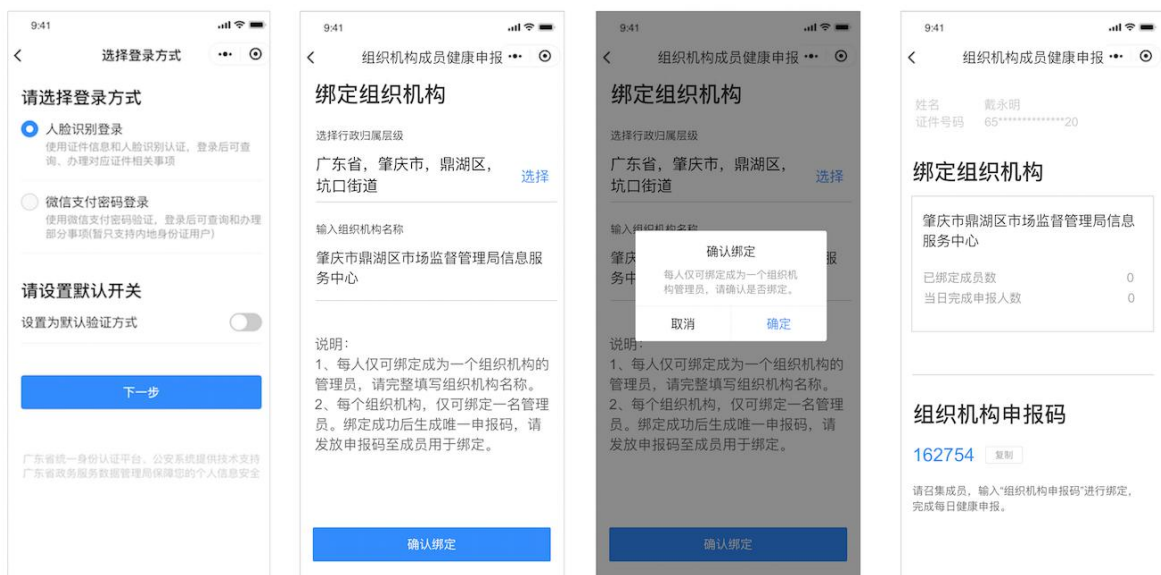 9:41
选择登录方式
请选择登录方式
人脸识别登录
使用证件信息和人脸识别认证，登录后可查
询、办理对应证件相关事项
微信支付密码登录
使用微信支付密码验证，登录后可查询和办理
部分事项(暂只支持内地身份证用户)
请设置默认开关
设置为默认验证方式
下一步
广东省统一身份认证平台、公安系统提供技术支持
广东省政务服务数据管理局保障您的个人信息安全
9:41
组织机构成员健康申报
绑定组织机构
选择行政归属层级
广东省，肇庆市，鼎湖区，
坑口街道
选择
输入组织机构名称
肇庆市鼎湖区市场监督管理局信息服
务中心
说明：
1、每人仅可绑定成为一个组织机构的
管理员，请完整填写组织机构名称。
2、每个组织机构，仅可绑定一名管理
员。绑定成功后生成唯一申报码，请
发放申报码至成员用于绑定。
确认绑定
9:41
组织机构成员健康申报
绑定组织机构
选择行政归属层级
广东省，肇庆市，鼎湖区，
坑口街道
选择
输入组织机构名称
肇庆
服
务中
确认绑定
每人仅可绑定成为一个组织机
构管理员，请确认是否绑定。
取消
确定
说明：
1、每人仅可绑定成为一个组织机构的
管理员，请完整填写组织机构名称。
2、每个组织机构，仅可绑定一名管理
员。绑定成功后生成唯一申报码，请
发放申报码至成员用于绑定。
确认绑定
9:41
组织机构成员健康申报
姓名 戴永明
证件号码 65**************20
绑定组织机构
肇庆市鼎湖区市场监督管理局信息
服务中心
已绑定成员数 0
当日完成申报人数 0
组织机构申报码
162754 复制
请召集成员，输入“组织机构申报码”进行绑定，
完成每日健康申报。